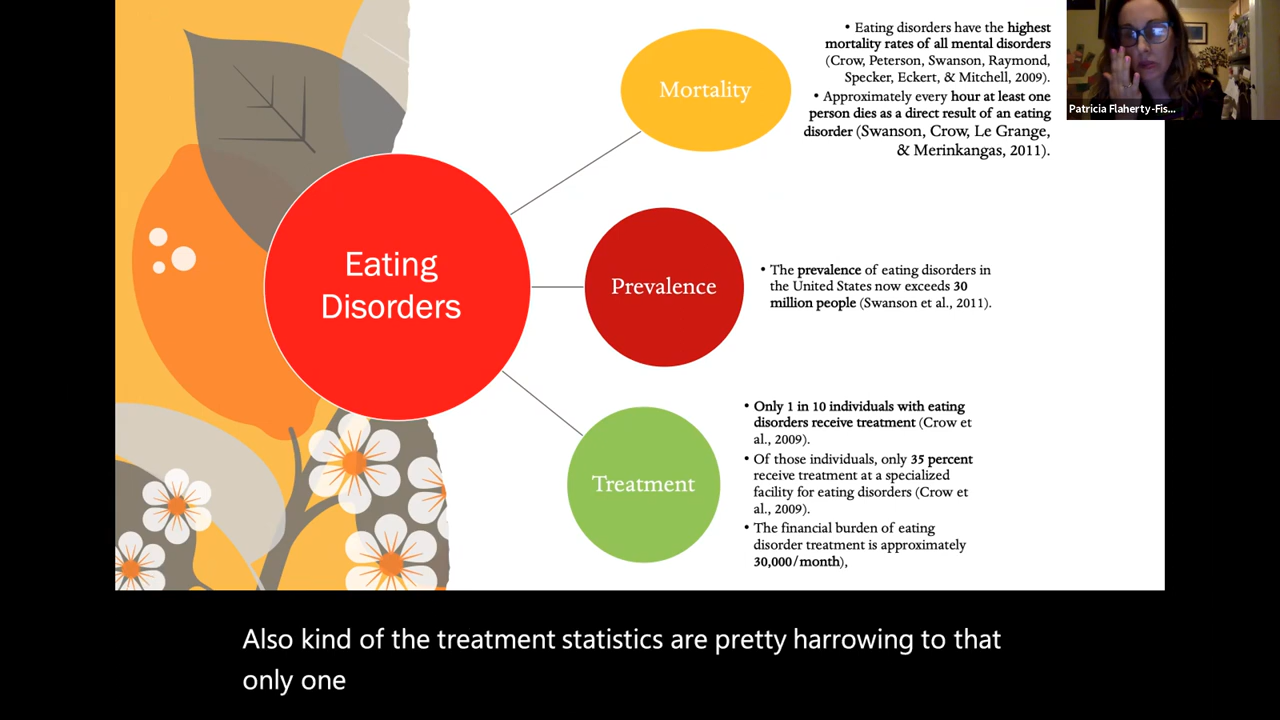 Eating
Disorders
Mortality
• Eating disorders have the highest
mortality rates of all mental disorders
(Crow, Peterson, Swanson, Raymond,
Specker, Eckert, & Mitchell, 2009).
• Approximately every hour at least one
person dies as a direct result of an eating
disorder (Swanson, Crow, Le Grange,
& Merinkangas, 2011).
Patricia Flaherty-Fis...
Prevalence
• The prevalence of eating disorders in
the United States now exceeds 30
million people (Swanson et al., 2011).
Treatment
• Only 1 in 10 individuals with eating
disorders receive treatment (Crow et
al., 2009).
• Of those individuals, only 35 percent
receive treatment at a specialized
facility for eating disorders (Crow et
al., 2009).
• The financial burden of eating
disorder treatment is approximately
30,000/month),
Also kind of the treatment statistics are pretty harrowing to that
only one